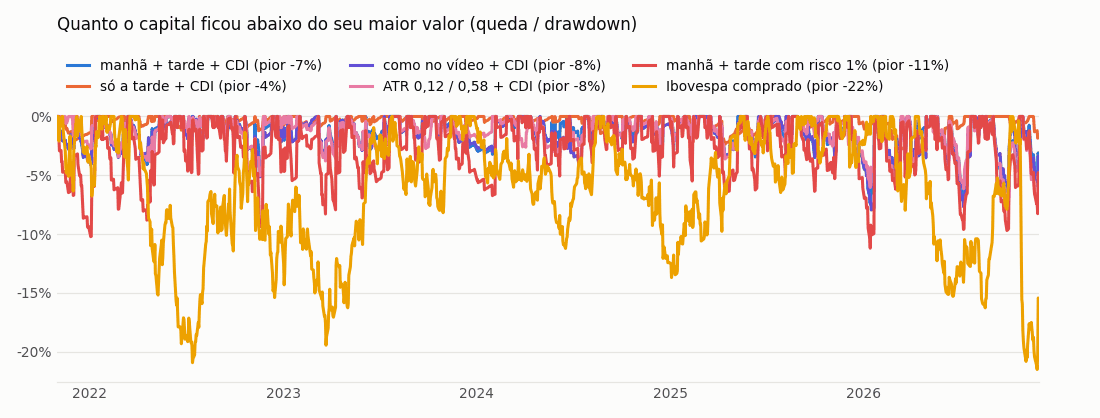 Quanto o capital ficou abaixo do seu maior valor (queda / drawdown)
manhã + tarde + CDI (pior -7%)
como no vídeo + CDI (pior -8%)
manhã + tarde com risco 1% (pior -11%)
só a tarde + CDI (pior -4%)
ATR 0,12 / 0,58 + CDI (pior -8%)
Ibovespa comprado (pior -22%)
0%
-5%
-10%
-15%
-20%
2022
2023
2024
2025
2026